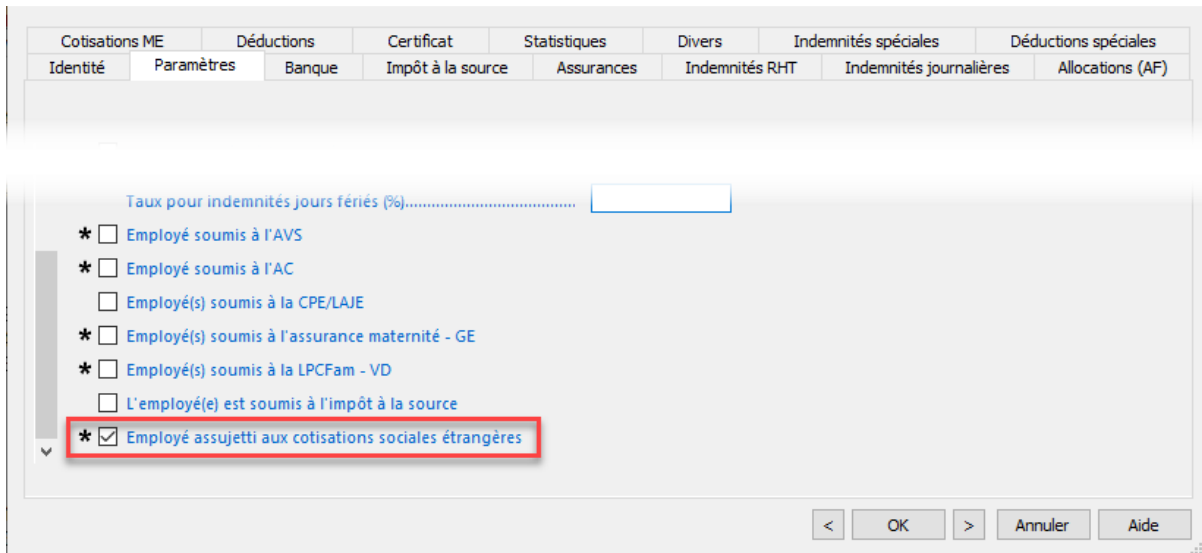 Cotisations ME Déductions Certificat Statistiques Divers Indemnités spéciales Déductions spéciales
Identité Paramètres Banque Impôt à la source Assurances Indemnités RHT Indemnités journalières Allocations (AF)
Taux pour indemnités jours fériés (%)......................................
* Employé soumis à l'AVS
* Employé soumis à l'AC
Employé(s) soumis à la CPE/LAJE
* Employé(s) soumis à l'assurance maternité - GE
* Employé(s) soumis à la LPCFam - VD
L'employé(e) est soumis à l'impôt à la source
* Employé assujetti aux cotisations sociales étrangères
< OK > Annuler Aide